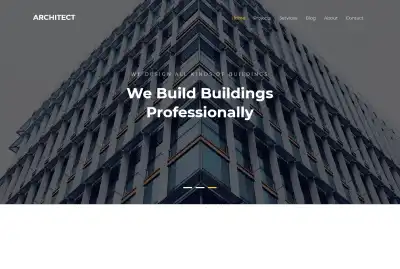 ARCHITECT
Home Projects Services Blog About Contact
WE DESIGN ALL KINDS OF BUILDINGS
We Build Buildings
Professionally